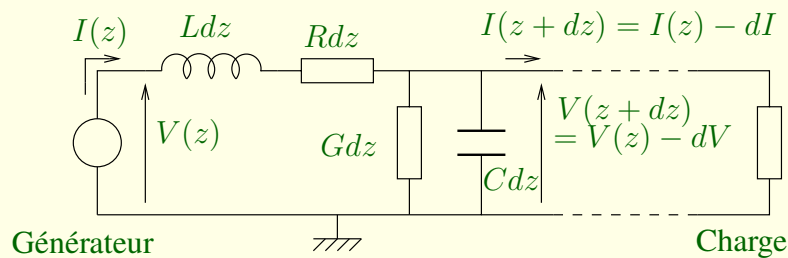 I(z)
Ldz
Rdz
I(z + dz) = I(z) − dI
V(z)
Gdz
Cdz
V(z + dz)
= V(z) − dV
Générateur
Charge